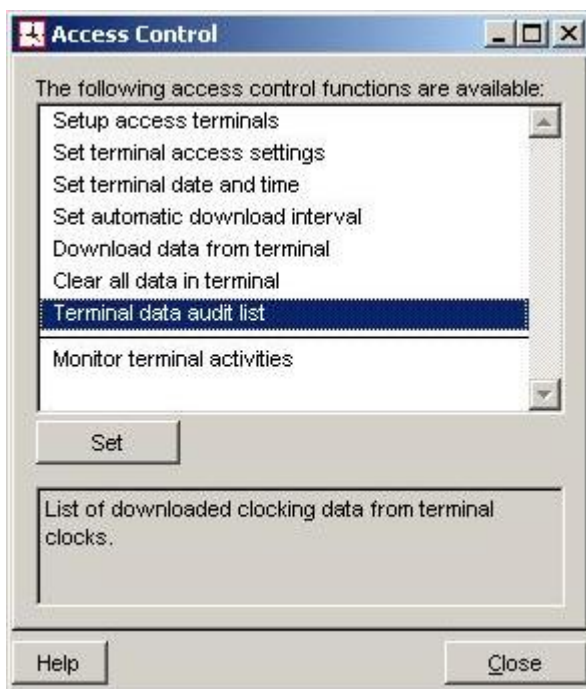 Access Control
The following access control functions are available:
Setup access terminals
Set terminal access settings
Set terminal date and time
Set automatic download interval
Download data from terminal
Clear all data in terminal
Terminal data audit list
Monitor terminal activities
Set
List of downloaded clocking data from terminal
clocks.
Help
Close